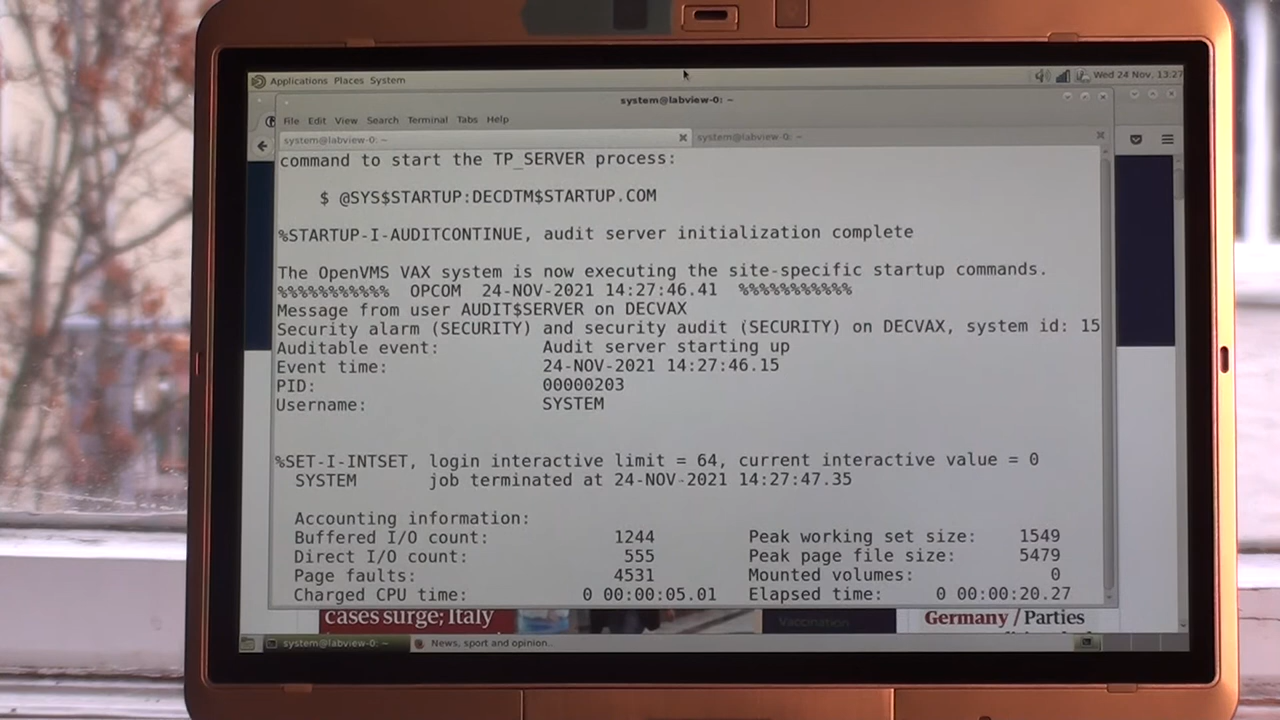 Applications Places System
Wed 24 Nov, 13:27
system@labview-0: ~
File Edit View Search Terminal Tabs Help
system@labview-0: ~
system@labview-0: ~
command to start the TP_SERVER process:
$ @SYS$STARTUP:DECDTM$STARTUP.COM
%STARTUP-I-AUDITCONTINUE, audit server initialization complete
The OpenVMS VAX system is now executing the site-specific startup commands.
%%%%%%%%%%% OPCOM 24-NOV-2021 14:27:46.41 %%%%%%%%%%%
Message from user AUDIT$SERVER on DECVAX
Security alarm (SECURITY) and security audit (SECURITY) on DECVAX, system id: 15
Auditable event: Audit server starting up
Event time: 24-NOV-2021 14:27:46.15
PID: 00000203
Username: SYSTEM
%SET-I-INTSET, login interactive limit = 64, current interactive value = 0
SYSTEM job terminated at 24-NOV-2021 14:27:47.35
Accounting information:
Buffered I/O count: 1244 Peak working set size: 1549
Direct I/O count: 555 Peak page file size: 5479
Page faults: 4531 Mounted volumes: 0
Charged CPU time: 0 00:00:05.01 Elapsed time: 0 00:00:20.27
cases surge; Italy
Vaccination
Germany / Parties
system@labview-0: ~
News, sport and opinion...